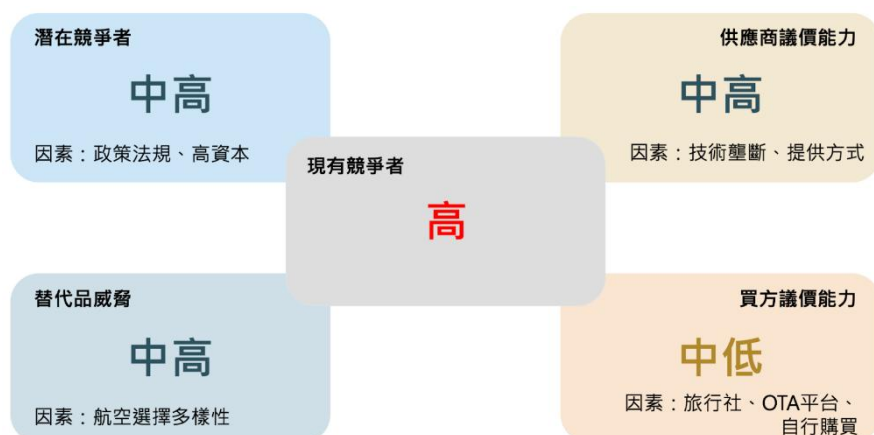 潛在競爭者
中高
因素：政策法規、高資本
供應商議價能力
中高
因素：技術壟斷、提供方式
現有競爭者
高
替代品威脅
中高
因素：航空選擇多樣性
買方議價能力
中低
因素：旅行社、OTA平台、
自行購買